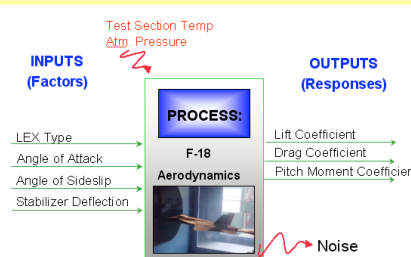 Test Section Temp
Atm. Pressure
INPUTS
(Factors)
OUTPUTS
(Responses)
PROCESS:
F-18
Aerodynamics
LEX Type
Angle of Attack
Angle of Sideslip
Stabilizer Deflection
Lift Coefficient
Drag Coefficient
Pitch Moment Coefficien
Noise